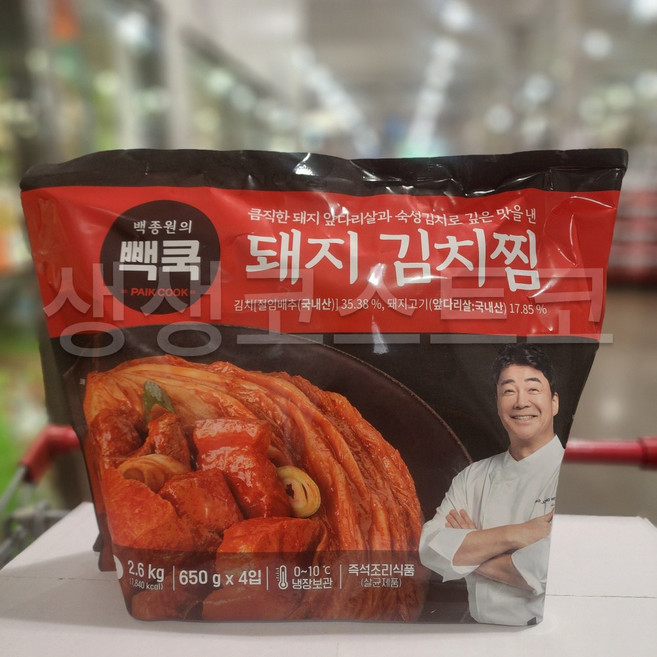 백종원의
빽쿡
PAIK COOK
큼직한 돼지 앞다리살과 숙성김치로 깊은 맛을 낸
돼지 김치찜
김치[절임배추(국내산)] 35.38 %, 돼지고기(앞다리살:국내산) 17.85 %
생생코스트코
2.6 kg
(1,640 kcal)
650 g x 4입
0~10 ℃
냉장보관
즉석조리식품
(살균제품)